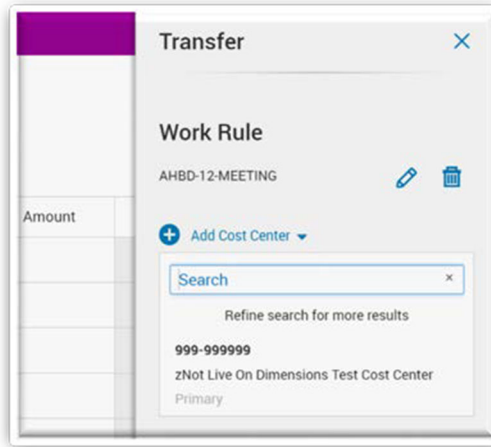 Transfer
Work Rule
AHBD-12-MEETING
Amount
Add Cost Center
Search
Refine search for more results
999-999999
zNot Live On Dimensions Test Cost Center
Primary